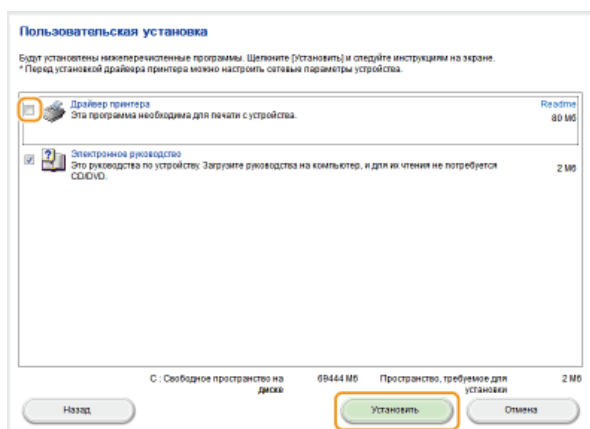 Пользовательская установка
Будут установлены нижеперечисленные программы. Щелкните [Установить] и следуйте инструкциям на экране.
* Перед установкой драйвера принтера можно настроить сетевые параметры устройства.
Драйвер принтера
Readme
Эта программа необходима для печати с устройства.
80 Мб
Электронное руководство
Это руководства по устройству. Загрузите руководства на компьютер, и для их чтения не потребуется
CD/DVD.
2 Мб
C : Свободное пространство на
диске
69444 Мб
Пространство, требуемое для
установки
2 Мб
Назад
Установить
Отмена